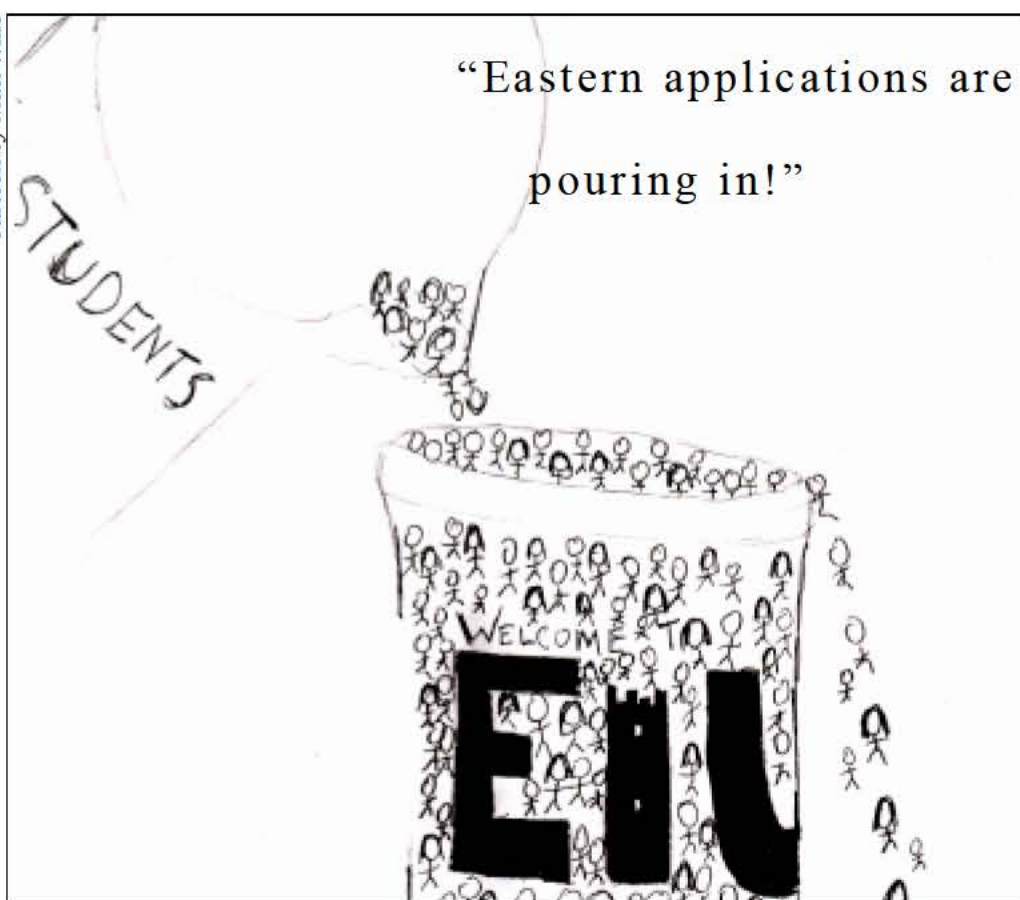 “Eastern applications are
pouring in!”
STUDENTS
WELCOME TO
EIU